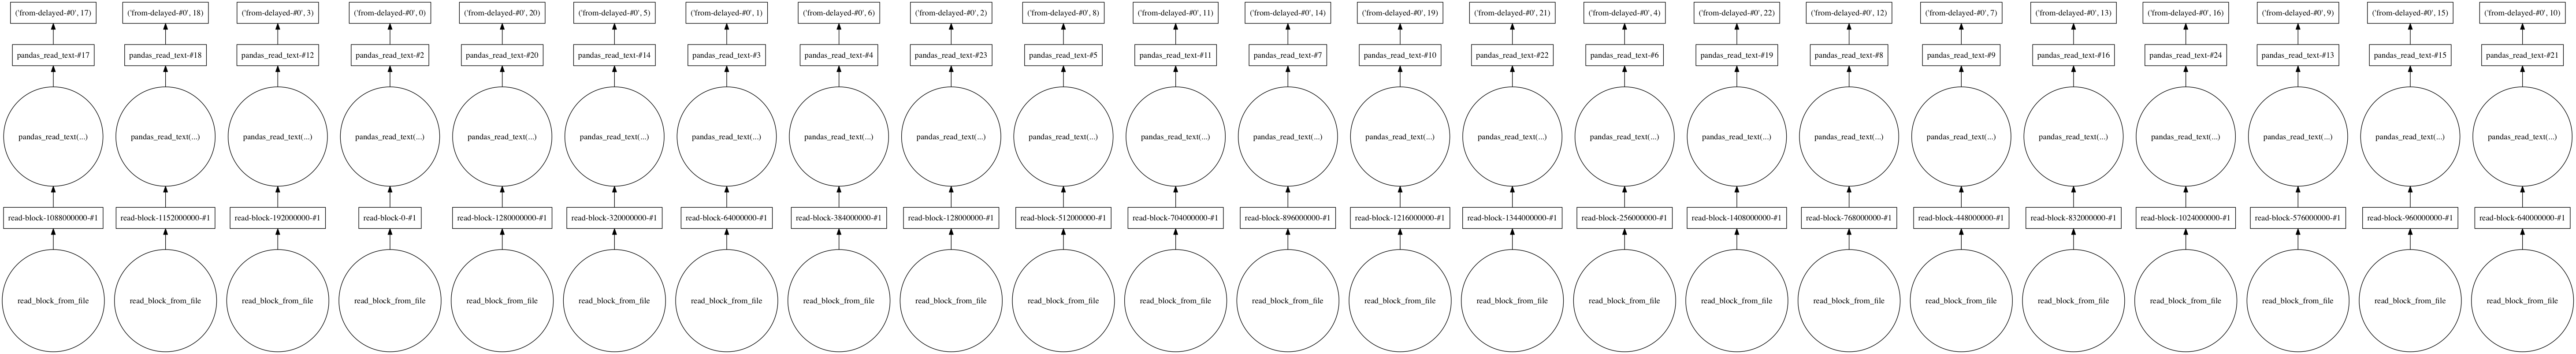 ('from-delayed-#0', 17) ('from-delayed-#0', 18) ('from-delayed-#0', 3) ('from-delayed-#0', 0) ('from-delayed-#0', 20) ('from-delayed-#0', 5) ('from-delayed-#0', 1) ('from-delayed-#0', 6) ('from-delayed-#0', 2) ('from-delayed-#0', 8) ('from-delayed-#0', 11) ('from-delayed-#0', 14) ('from-delayed-#0', 19) ('from-delayed-#0', 21) ('from-delayed-#0', 4) ('from-delayed-#0', 22) ('from-delayed-#0', 12) ('from-delayed-#0', 7) ('from-delayed-#0', 13) ('from-delayed-#0', 16) ('from-delayed-#0', 9) ('from-delayed-#0', 15) ('from-delayed-#0', 10)
pandas_read_text-#17 pandas_read_text-#18 pandas_read_text-#12 pandas_read_text-#2 pandas_read_text-#20 pandas_read_text-#14 pandas_read_text-#3 pandas_read_text-#4 pandas_read_text-#23 pandas_read_text-#5 pandas_read_text-#11 pandas_read_text-#7 pandas_read_text-#10 pandas_read_text-#22 pandas_read_text-#6 pandas_read_text-#19 pandas_read_text-#8 pandas_read_text-#9 pandas_read_text-#16 pandas_read_text-#24 pandas_read_text-#13 pandas_read_text-#15 pandas_read_text-#21
pandas_read_text(...) pandas_read_text(...) pandas_read_text(...) pandas_read_text(...) pandas_read_text(...) pandas_read_text(...) pandas_read_text(...) pandas_read_text(...) pandas_read_text(...) pandas_read_text(...) pandas_read_text(...) pandas_read_text(...) pandas_read_text(...) pandas_read_text(...) pandas_read_text(...) pandas_read_text(...) pandas_read_text(...) pandas_read_text(...) pandas_read_text(...) pandas_read_text(...) pandas_read_text(...) pandas_read_text(...) pandas_read_text(...)
read-block-1088000000-#1 read-block-1152000000-#1 read-block-192000000-#1 read-block-0-#1 read-block-1280000000-#1 read-block-320000000-#1 read-block-64000000-#1 read-block-384000000-#1 read-block-128000000-#1 read-block-512000000-#1 read-block-704000000-#1 read-block-896000000-#1 read-block-1216000000-#1 read-block-1344000000-#1 read-block-256000000-#1 read-block-1408000000-#1 read-block-768000000-#1 read-block-448000000-#1 read-block-832000000-#1 read-block-1024000000-#1 read-block-576000000-#1 read-block-960000000-#1 read-block-640000000-#1
read_block_from_file read_block_from_file read_block_from_file read_block_from_file read_block_from_file read_block_from_file read_block_from_file read_block_from_file read_block_from_file read_block_from_file read_block_from_file read_block_from_file read_block_from_file read_block_from_file read_block_from_file read_block_from_file read_block_from_file read_block_from_file read_block_from_file read_block_from_file read_block_from_file read_block_from_file read_block_from_file